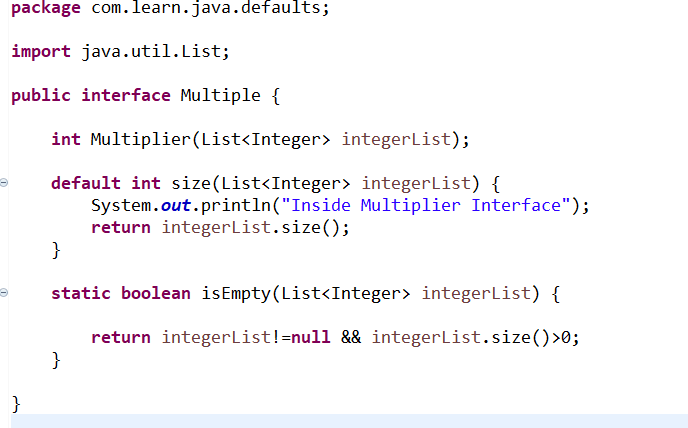 package com.learn.java.defaults;
import java.util.List;
public interface Multiple {
int Multiplier(List<Integer> integerList);
default int size(List<Integer> integerList) {
System.out.println("Inside Multiplier Interface");
return integerList.size();
}
static boolean isEmpty(List<Integer> integerList) {
return integerList!=null && integerList.size()>0;
}
}